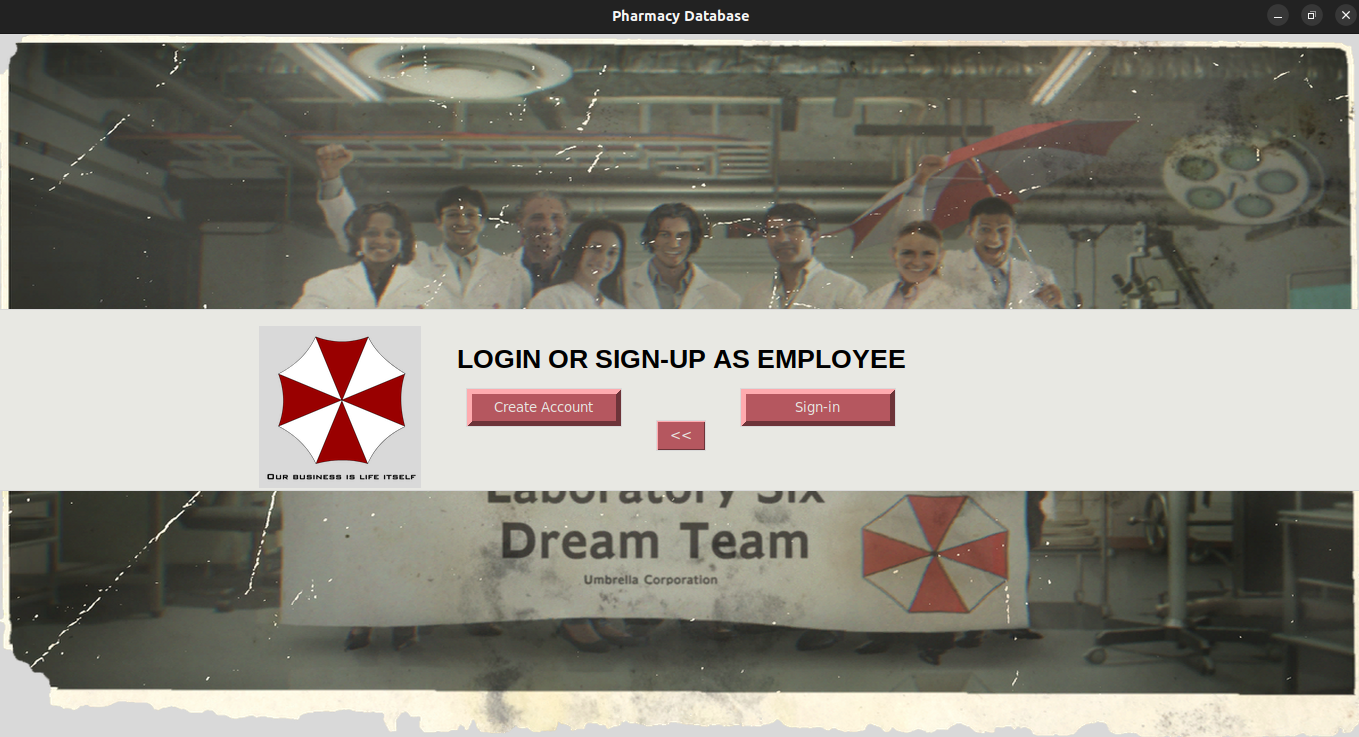 Pharmacy Database
LOGIN OR SIGN-UP AS EMPLOYEE
Create Account
Sign-in
<<
OUR BUSINESS IS LIFE ITSELF
Laboratory Six
Dream Team
Umbrella Corporation